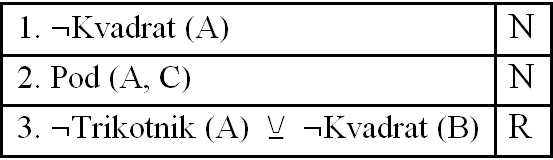 1. ¬Kvadrat (A) N
2. Pod (A, C) N
3. ¬Trikotnik (A) ⊻ ¬Kvadrat (B) R